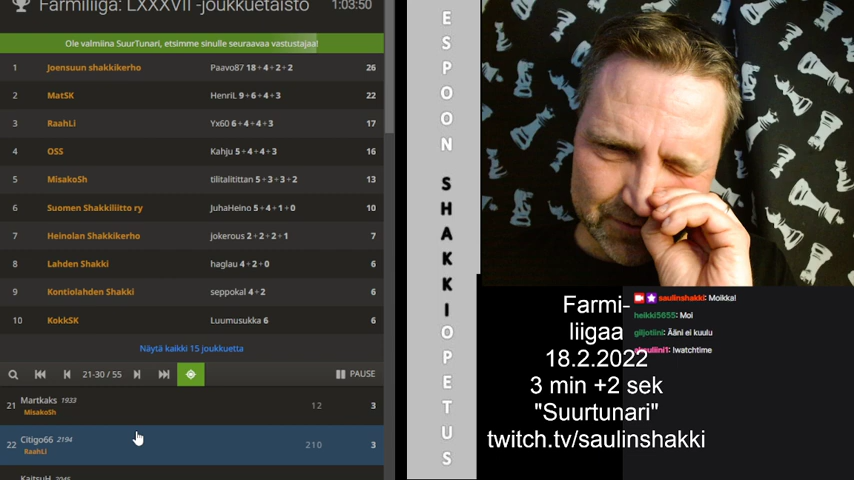 Farmiliiga: LXXXVII -joukkuetaisto 1:03:50
Ole valmiina SuurTunari, etsimme sinulle seuraavaa vastustajaa!
1 Joensuun shakkikerho Paavo87 18+4+2+2 26
2 MatSK HenriL 9+6+4+3 22
3 RaahLi Yx60 6+4+4+3 17
4 OSS Kahju 5+4+4+3 16
5 MisakoSh tilitalitittan 5+3+3+2 13
6 Suomen Shakkiliitto ry JuhaHeino 5+4+1+0 10
7 Heinolan Shakkikerho jokerous 2+2+2+1 7
8 Lahden Shakki haglau 4+2+0 6
9 Kontiolahden Shakki seppokal 4+2 6
10 KokkSK Luumusukka 6 6
Näytä kaikki 15 joukkuetta
21-30 / 55 PAUSE
21 Martkaks 1933 12 3
MisakoSh
22 Citigo66 2194 210 3
RaahLi
KaitsuH 2045
ESPOON SHAKKIOPETUS
Farmi-
liigaa
18.2.2022
3 min +2 sek
"Suurtunari"
twitch.tv/saulinshakki
saulinshakki: Moikka!
heikki5655: Moi
giljotiini: Ääni ei kuulu
!watchtime